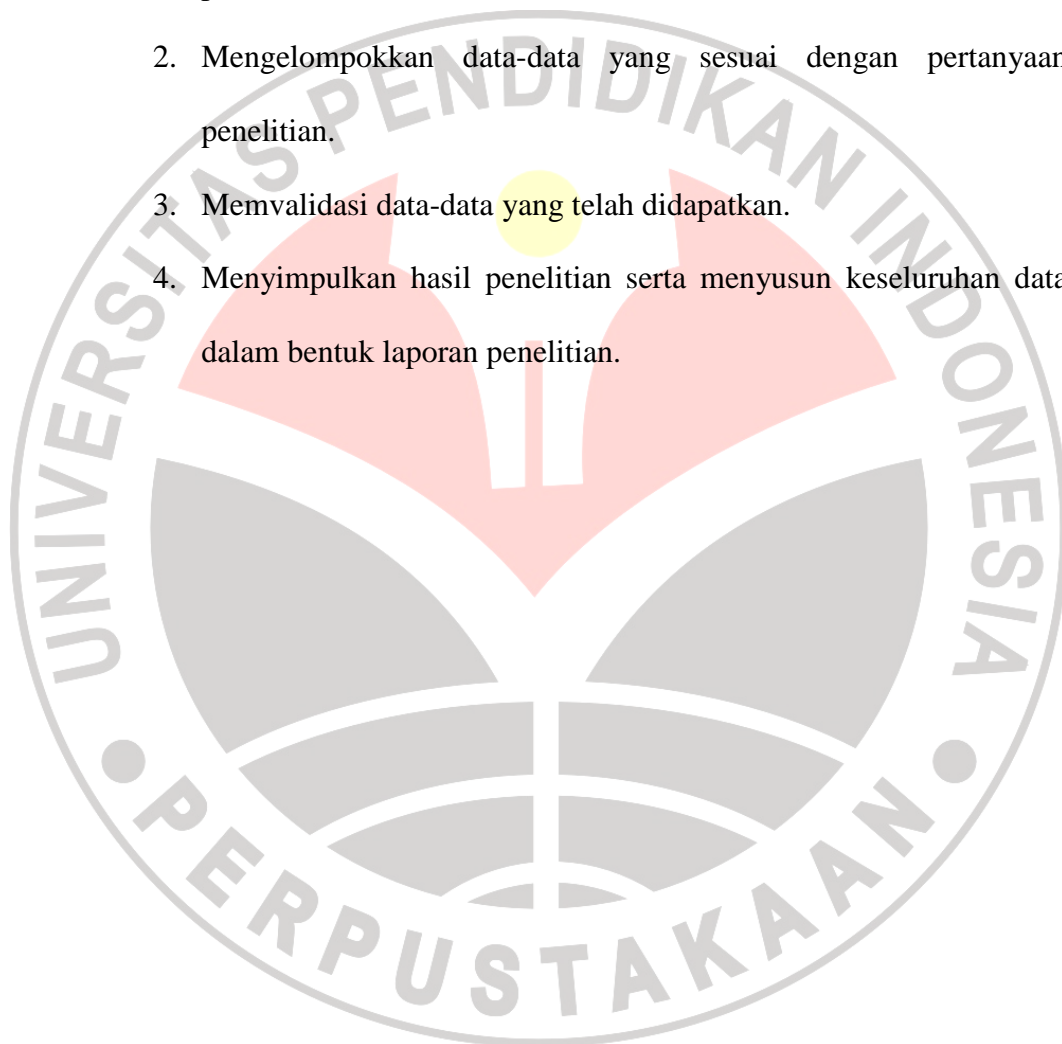 2. Mengelompokkan data-data yang sesuai dengan pertanyaan
penelitian.
3. Memvalidasi data-data yang telah didapatkan.
4. Menyimpulkan hasil penelitian serta menyusun keseluruhan data
dalam bentuk laporan penelitian.
UNIVERSITAS PENDIDIKAN INDONESIA
PERPUSTAKAAN